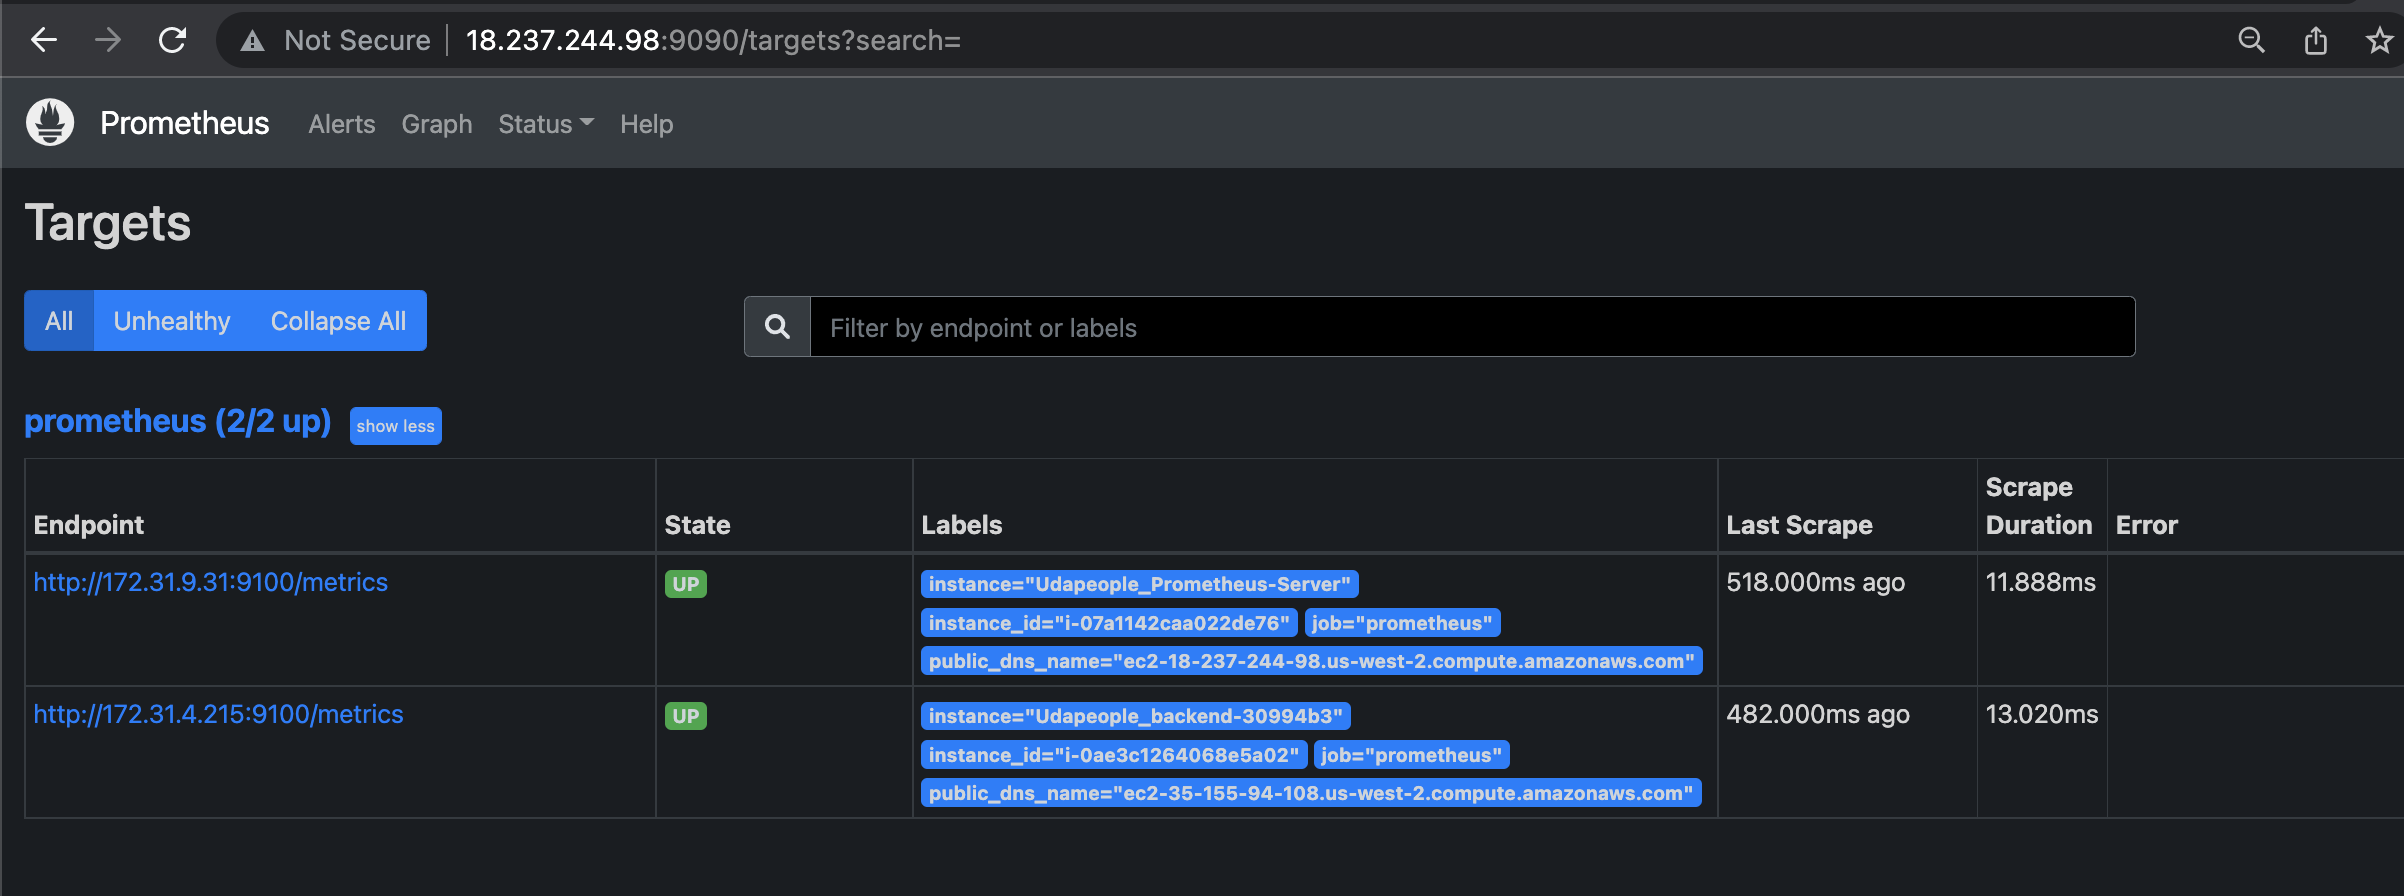 Not Secure 18.237.244.98:9090/targets?search=
Prometheus Alerts Graph Status Help
Targets
All Unhealthy Collapse All
Filter by endpoint or labels
prometheus (2/2 up) show less
Endpoint State Labels Last Scrape Scrape Duration Error
http://172.31.9.31:9100/metrics UP instance="Udapeople_Prometheus-Server" 518.000ms ago 11.888ms
instance_id="i-07a1142caa022de76" job="prometheus"
public_dns_name="ec2-18-237-244-98.us-west-2.compute.amazonaws.com"
http://172.31.4.215:9100/metrics UP instance="Udapeople_backend-30994b3" 482.000ms ago 13.020ms
instance_id="i-0ae3c1264068e5a02" job="prometheus"
public_dns_name="ec2-35-155-94-108.us-west-2.compute.amazonaws.com"